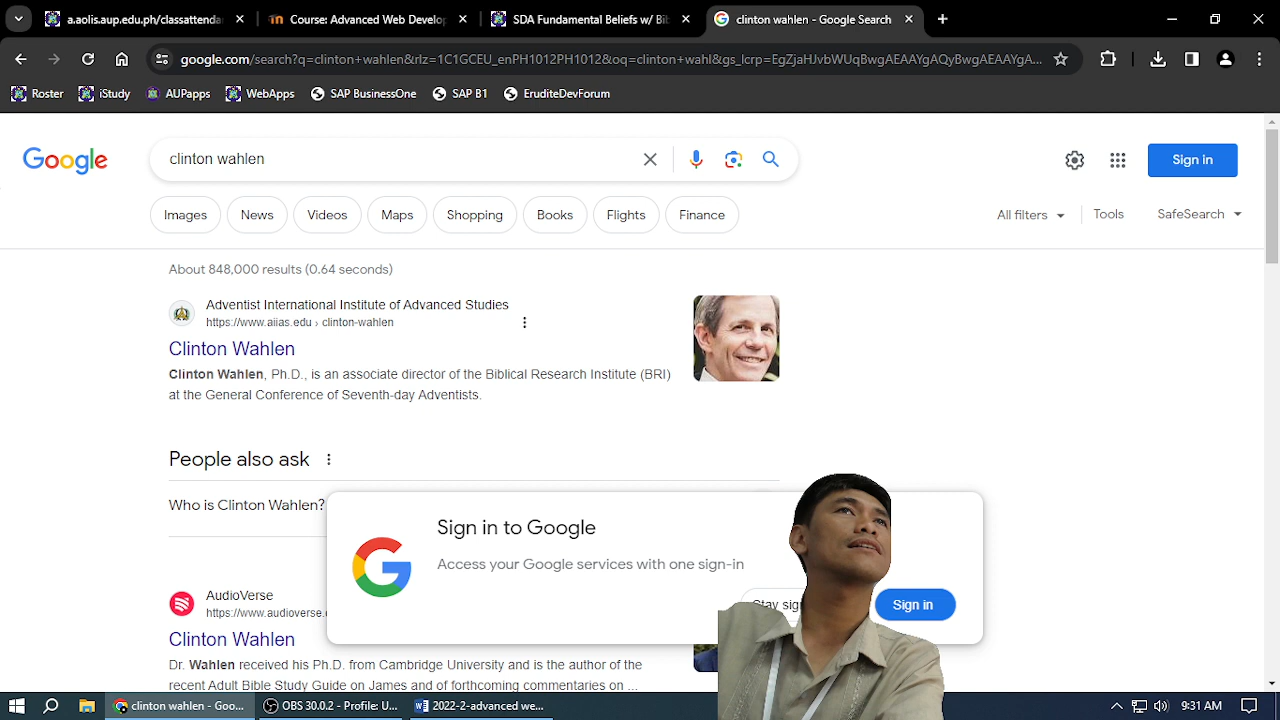 a.aolis.aup.edu.ph/classattendar
Course: Advanced Web Develop
SDA Fundamental Beliefs w/ Bib
clinton wahlen - Google Search
google.com/search?q=clinton+wahlen&rlz=1C1GCEU_enPH1012PH1012&oq=clinton+wahl&gs_lcrp=EgZjaHJvbWUqBwgAEAAYgAQyBwgAEAAYgA...
Roster iStudy AUPapps WebApps SAP BusinessOne SAP B1 EruditeDevForum
Google clinton wahlen Sign in
Images News Videos Maps Shopping Books Flights Finance All filters Tools SafeSearch
About 848,000 results (0.64 seconds)
Adventist International Institute of Advanced Studies
https://www.aiias.edu › clinton-wahlen
Clinton Wahlen
Clinton Wahlen, Ph.D., is an associate director of the Biblical Research Institute (BRI)
at the General Conference of Seventh-day Adventists.
People also ask
Who is Clinton Wahlen?
Sign in to Google
Access your Google services with one sign-in
Stay sign
Sign in
AudioVerse
https://www.audioverse.
Clinton Wahlen
Dr. Wahlen received his Ph.D. from Cambridge University and is the author of the
recent Adult Bible Study Guide on James and of forthcoming commentaries on ...
clinton wahlen - Goo... OBS 30.0.2 - Profile: U... 2022-2-advanced we... 9:31 AM